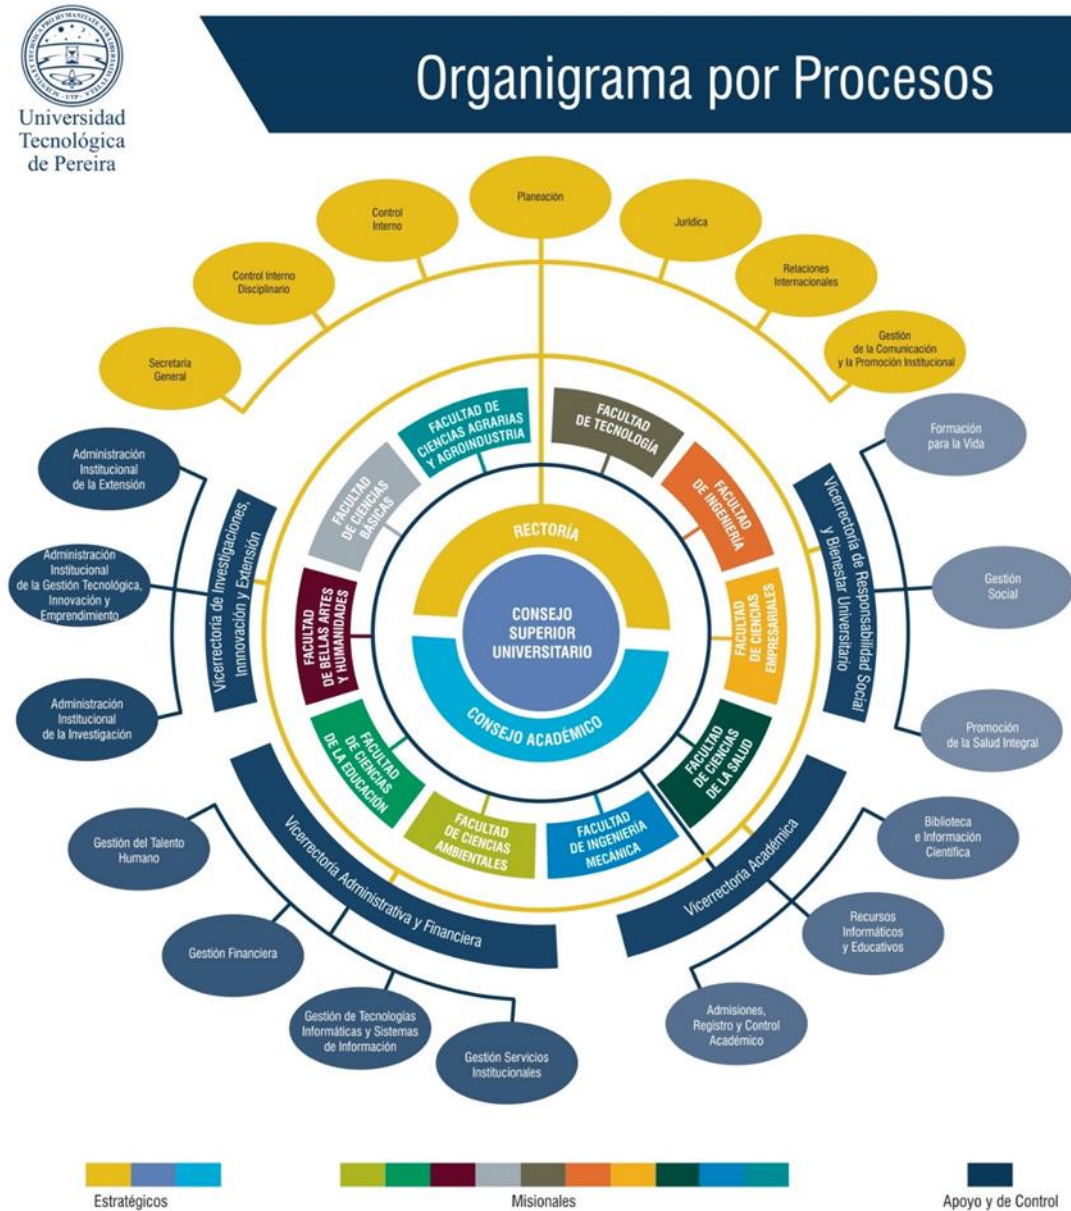 Universidad
Tecnológica
de Pereira
Organigrama por Procesos
Planeación
Control
Interno
Jurídica
Control Interno
Disciplinario
Relaciones
Internacionales
Secretaría
General
Gestión
de la Comunicación
y la Promoción Institucional
FACULTAD DE
CIENCIAS AGRARIAS
Y AGROINDUSTRIA
FACULTAD
DE TECNOLOGÍA
FACULTAD
DE CIENCIAS
BÁSICAS
FACULTAD
DE INGENIERÍA
FACULTAD
DE BELLAS ARTES
Y HUMANIDADES
FACULTAD
DE CIENCIAS
EMPRESARIALES
FACULTAD
DE CIENCIAS
DE LA EDUCACIÓN
FACULTAD
DE CIENCIAS
DE LA SALUD
FACULTAD
DE CIENCIAS
AMBIENTALES
FACULTAD
DE INGENIERÍA
MECÁNICA
RECTORÍA
CONSEJO
SUPERIOR
UNIVERSITARIO
CONSEJO ACADÉMICO
Administración
Institucional
de la Extensión
Administración
Institucional
de la Gestión Tecnológica,
Innovación y
Emprendimiento
Administración
Institucional
de la Investigación
Vicerrectoría de Investigaciones,
Innnovación y Extensión
Vicerrectoría de Responsabilidad Social
y Bienestar Universitario
Formación
para la Vida
Gestión
Social
Promoción
de la Salud Integral
Vicerrectoría Administrativa y Financiera
Gestión del Talento
Humano
Gestión Financiera
Gestión de Tecnologías
Informáticas y Sistemas
de Información
Gestión Servicios
Institucionales
Vicerrectoría Académica
Biblioteca
e Información
Científica
Recursos
Informáticos
y Educativos
Admisiones,
Registro y Control
Académico
Estratégicos
Misionales
Apoyo y de Control